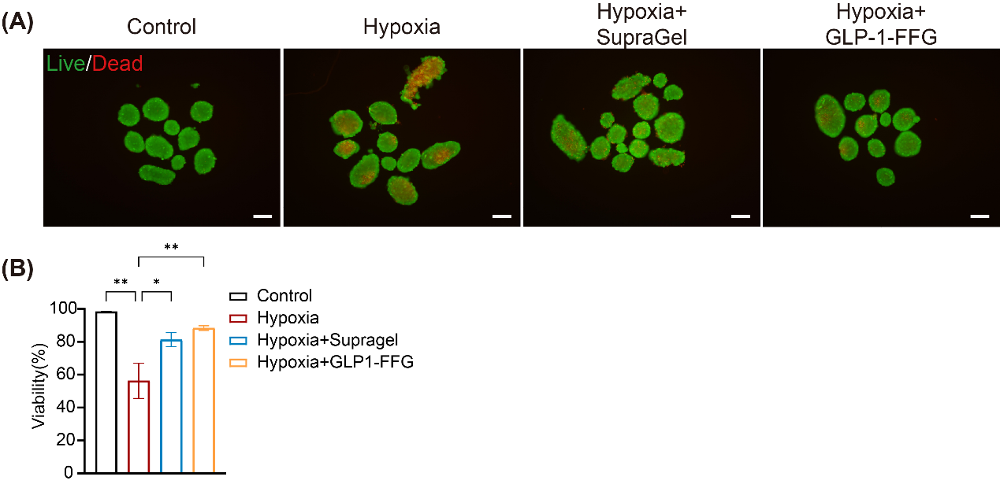 (A)
Control
Hypoxia
Hypoxia+
SupraGel
Hypoxia+
GLP-1-FFG
Live/Dead
(B)
**
**
*
Viability(%)
100
80
60
40
20
0
Control
Hypoxia
Hypoxia+Supragel
Hypoxia+GLP1-FFG